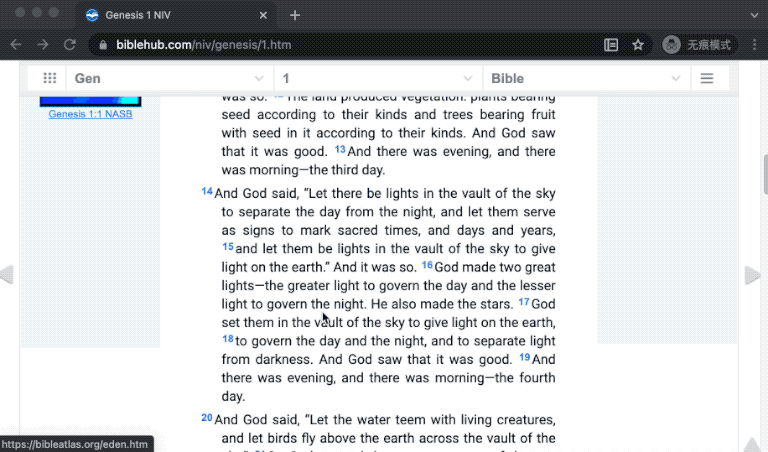 Genesis 1 NIV
biblehub.com/niv/genesis/1.htm
无痕模式
Gen
1
Bible
Genesis 1:1 NASB
was so. 12 The land produced vegetation: plants bearing
seed according to their kinds and trees bearing fruit
with seed in it according to their kinds. And God saw
that it was good. 13 And there was evening, and there
was morning—the third day.
14 And God said, “Let there be lights in the vault of the sky
to separate the day from the night, and let them serve
as signs to mark sacred times, and days and years,
15 and let them be lights in the vault of the sky to give
light on the earth.” And it was so. 16 God made two great
lights—the greater light to govern the day and the lesser
light to govern the night. He also made the stars. 17 God
set them in the vault of the sky to give light on the earth,
18 to govern the day and the night, and to separate light
from darkness. And God saw that it was good. 19 And
there was evening, and there was morning—the fourth
day.
20 And God said, “Let the water teem with living creatures,
and let birds fly above the earth across the vault of the
https://bibleatlas.org/eden.htm